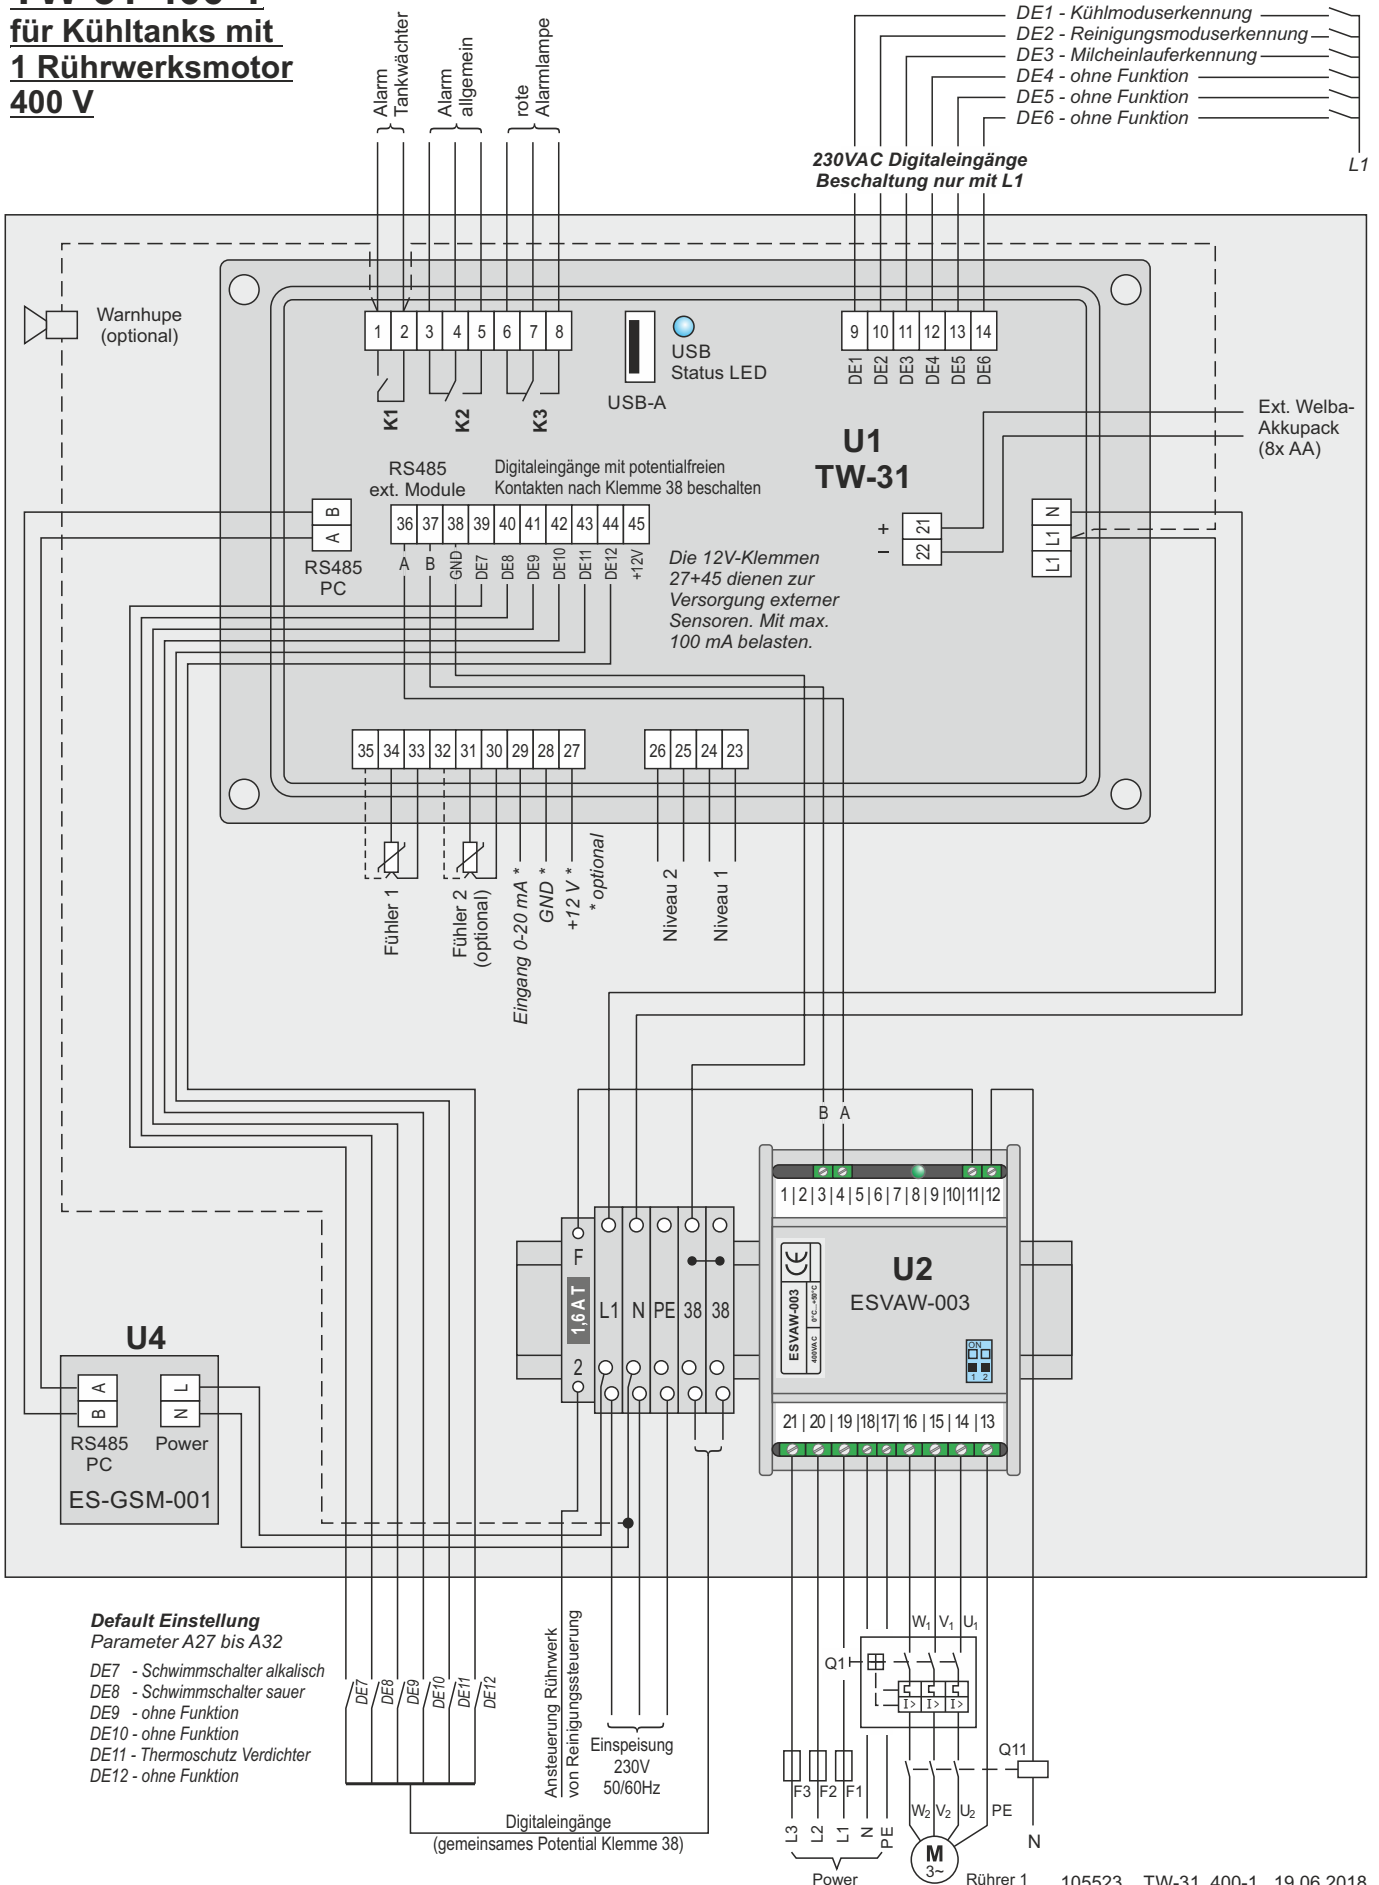 für Kühltanks mit
1 Rührwerksmotor
400 V
Alarm
Tankwächter
Alarm
allgemein
rote
Alarmlampe
DE1 - Kühlmoduserkennung
DE2 - Reinigungsmoduserkennung
DE3 - Milcheinlauferkennung
DE4 - ohne Funktion
DE5 - ohne Funktion
DE6 - ohne Funktion
L1
230VAC Digitaleingänge
Beschaltung nur mit L1
Warnhupe
(optional)
1 2 3 4 5 6 7 8
K1
K2
K3
USB
Status LED
USB-A
9 10 11 12 13 14
DE1 DE2 DE3 DE4 DE5 DE6
U1
TW-31
Ext. Welba-
Akkupack
(8x AA)
+ 21
– 22
N
L1
L1
RS485
ext. Module
Digitaleingänge mit potentialfreien
Kontakten nach Klemme 38 beschalten
B
A
RS485
PC
36 37 38 39 40 41 42 43 44 45
A B GND DE7 DE8 DE9 DE10 DE11 DE12 +12V
Die 12V-Klemmen
27+45 dienen zur
Versorgung externer
Sensoren. Mit max.
100 mA belasten.
35 34 33 32 31 30 29 28 27
26 25 24 23
Fühler 1
Fühler 2
(optional)
Eingang 0-20 mA *
GND *
+12 V *
* optional
Niveau 2
Niveau 1
B A
1|2|3|4|5|6|7|8|9|10|11|12
U2
ESVAW-003
CE
ESVAW-003
400VAC 0°C...+50°C
ON
1 2
21|20|19|18|17|16|15|14|13
F
1,6 A T
2
L1 N PE 38 38
U4
A
B
L
N
RS485
PC
Power
ES-GSM-001
Default Einstellung
Parameter A27 bis A32
DE7 - Schwimmschalter alkalisch
DE8 - Schwimmschalter sauer
DE9 - ohne Funktion
DE10 - ohne Funktion
DE11 - Thermoschutz Verdichter
DE12 - ohne Funktion
DE7 DE8 DE9 DE10 DE11 DE12
Ansteuerung Rührwerk
von Reinigungssteuerung
Einspeisung
230V
50/60Hz
Digitaleingänge
(gemeinsames Potential Klemme 38)
W1 V1 U1
Q1
I> I> I>
Q11
F3 F2 F1
W2 V2 U2 PE
L3 L2 L1 N PE
N
M
3~
Power
Rührer 1
105523 TW-31 400-1 19.06.2018